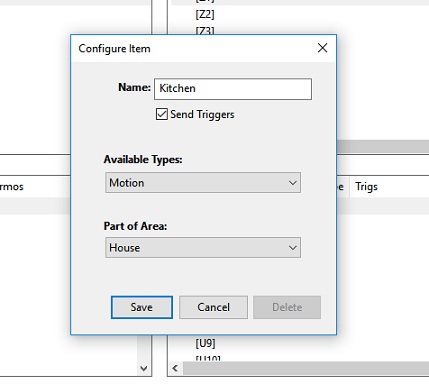 [Z2]
[Z3]
Configure Item
Name: Kitchen
Send Triggers
Available Types:
Motion
rmos
Trigs
Part of Area:
House
Save Cancel Delete
[U9]
[U10]